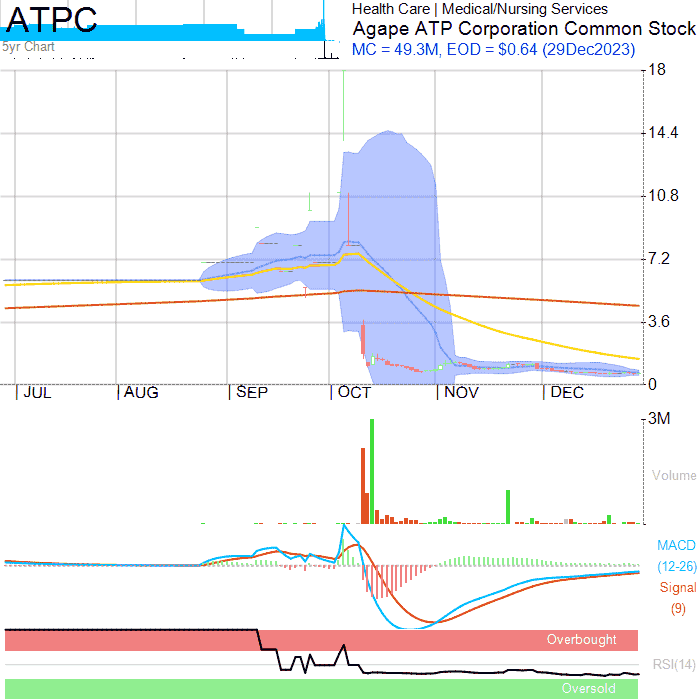 ATPC
5yr Chart
Health Care | Medical/Nursing Services
Agape ATP Corporation Common Stock
MC = 49.3M, EOD = $0.64 (29Dec2023)
18
14.4
10.8
7.2
3.6
0
JUL AUG SEP OCT NOV DEC
3M
Volume
MACD
(12-26)
Signal
(9)
Overbought
RSI(14)
Oversold